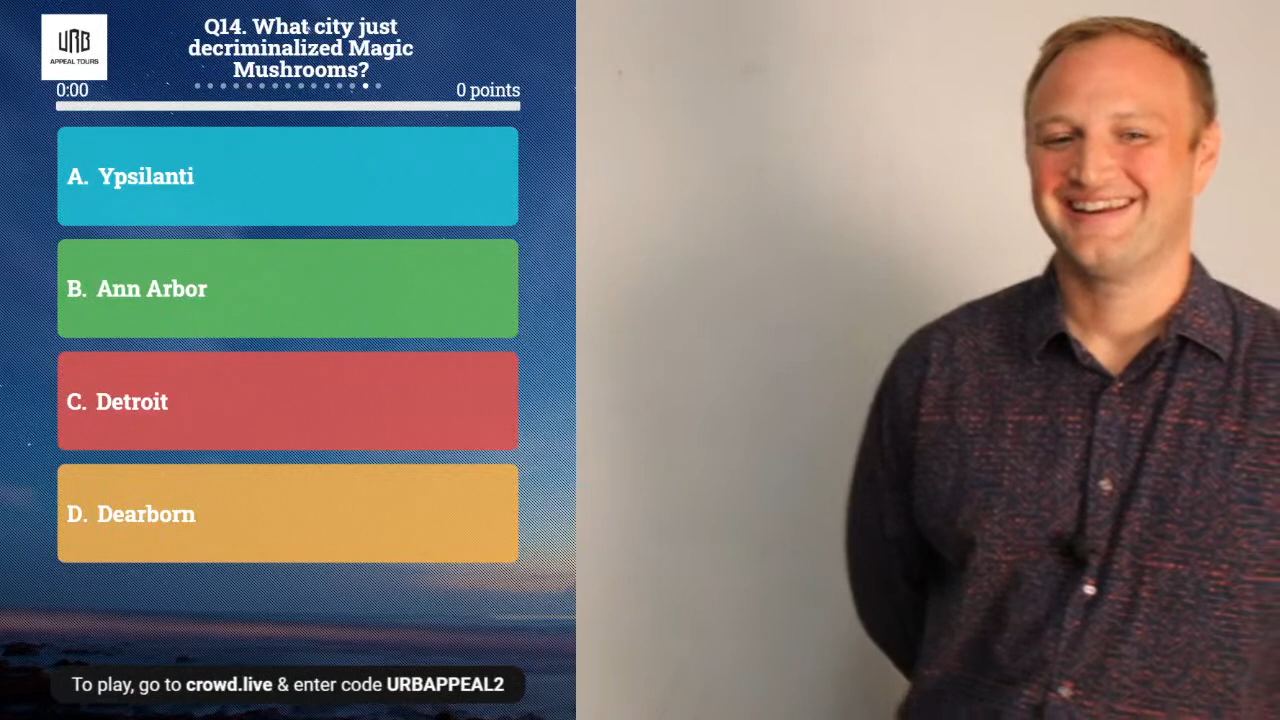 URB
APPEAL TOURS
Q14. What city just
decriminalized Magic
Mushrooms?
0:00
0 points
A. Ypsilanti
B. Ann Arbor
C. Detroit
D. Dearborn
To play, go to crowd.live & enter code URBAPPEAL2